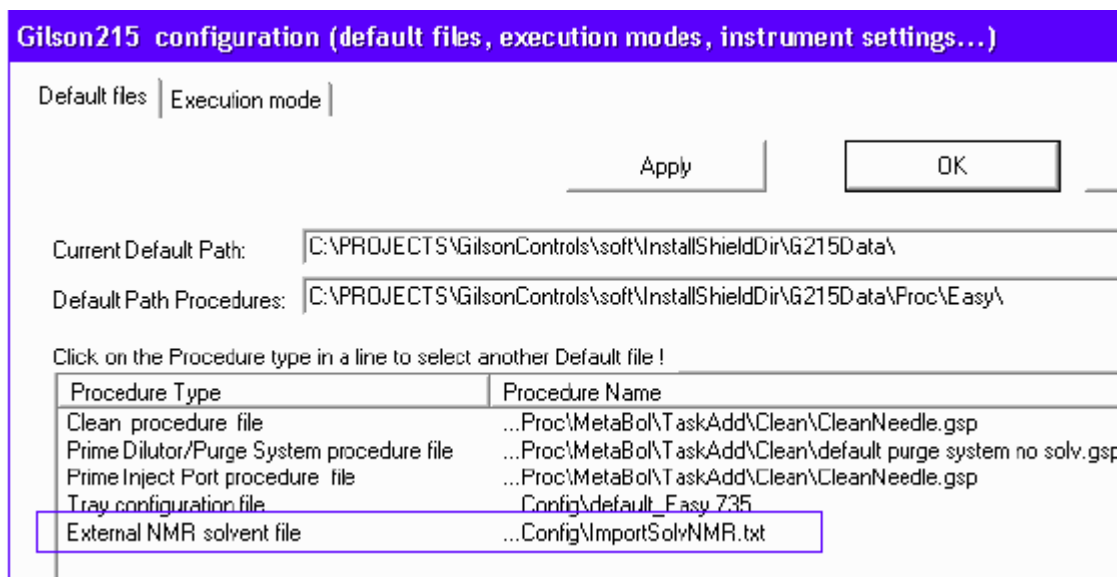 Gilson215 configuration (default files, execution modes, instrument settings...)
Default files Execution mode
Apply OK
Current Default Path: C:\PROJECTS\GilsonControls\soft\InstallShieldDir\G215Data\
Default Path Procedures: C:\PROJECTS\GilsonControls\soft\InstallShieldDir\G215Data\Proc\Easy\
Click on the Procedure type in a line to select another Default file !
Procedure Type Procedure Name
Clean procedure file ...Proc\MetaBol\TaskAdd\Clean\CleanNeedle.gsp
Prime Dilutor/Purge System procedure file ...Proc\MetaBol\TaskAdd\Clean\default purge system no solv.gsp
Prime Inject Port procedure file ...Proc\MetaBol\TaskAdd\Clean\CleanNeedle.gsp
Tray configuration file ...Config\default_Easy.735
External NMR solvent file ...Config\ImportSolvNMR.txt